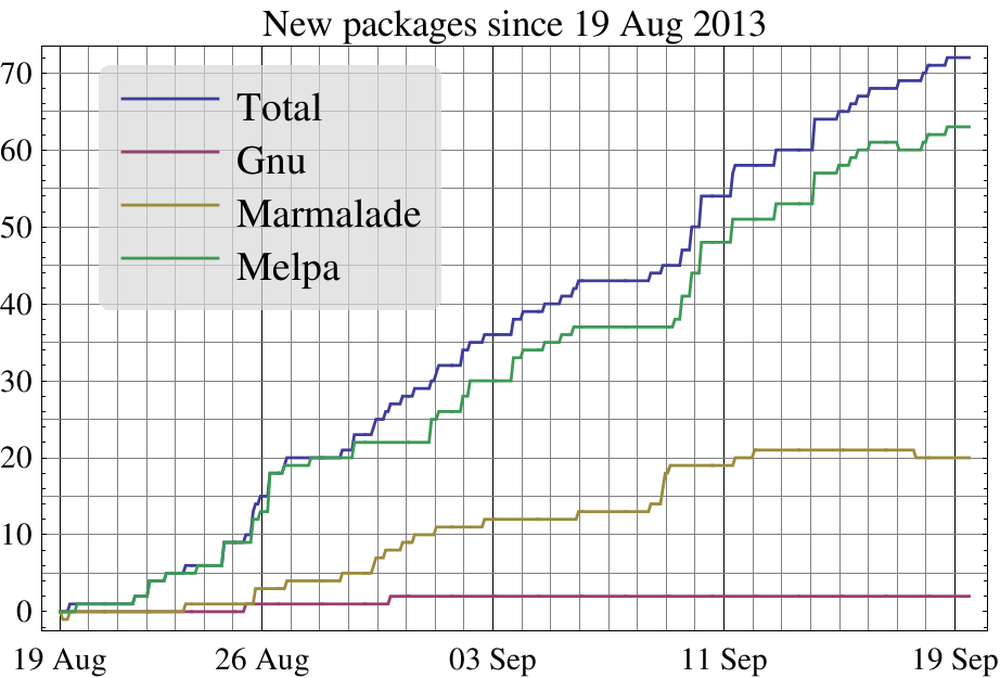 New packages since 19 Aug 2013
Total
Gnu
Marmalade
Melpa
70
60
50
40
30
20
10
0
19 Aug 26 Aug 03 Sep 11 Sep 19 Sep